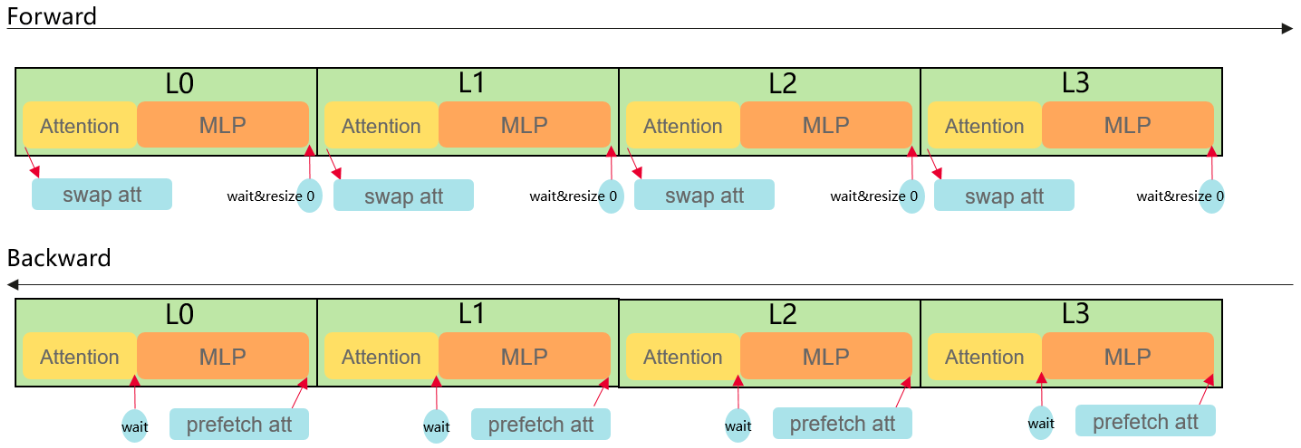 Forward
L0 L1 L2 L3
Attention MLP Attention MLP Attention MLP Attention MLP
swap att wait&resize 0 swap att wait&resize 0 swap att wait&resize 0 swap att wait&resize 0
Backward
L0 L1 L2 L3
Attention MLP Attention MLP Attention MLP Attention MLP
wait prefetch att wait prefetch att wait prefetch att wait prefetch att